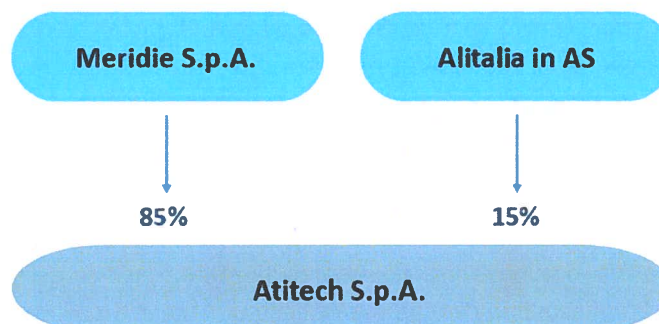 Meridie S.p.A.
Alitalia in AS
85%
15%
Atitech S.p.A.